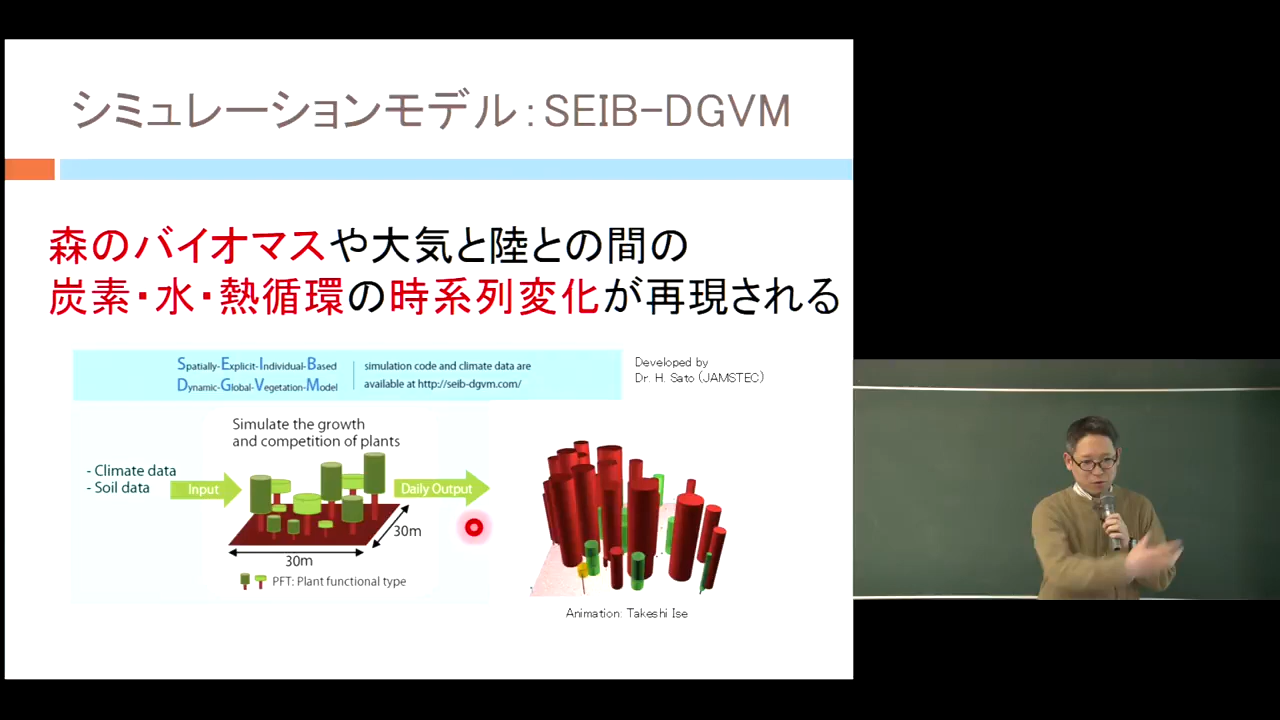 シミュレーションモデル：SEIB-DGVM
森のバイオマスや大気と陸との間の
炭素・水・熱循環の時系列変化が再現される
Spatially-Explicit-Individual-Based
Dynamic-Global-Vegetation-Model
simulation code and climate data are
available at http://seib-dgvm.com/
Developed by
Dr. H. Sato (JAMSTEC)
Simulate the growth
and competition of plants
- Climate data
- Soil data
Input
Daily Output
30m
30m
PFT: Plant functional type
Animation: Takeshi Ise